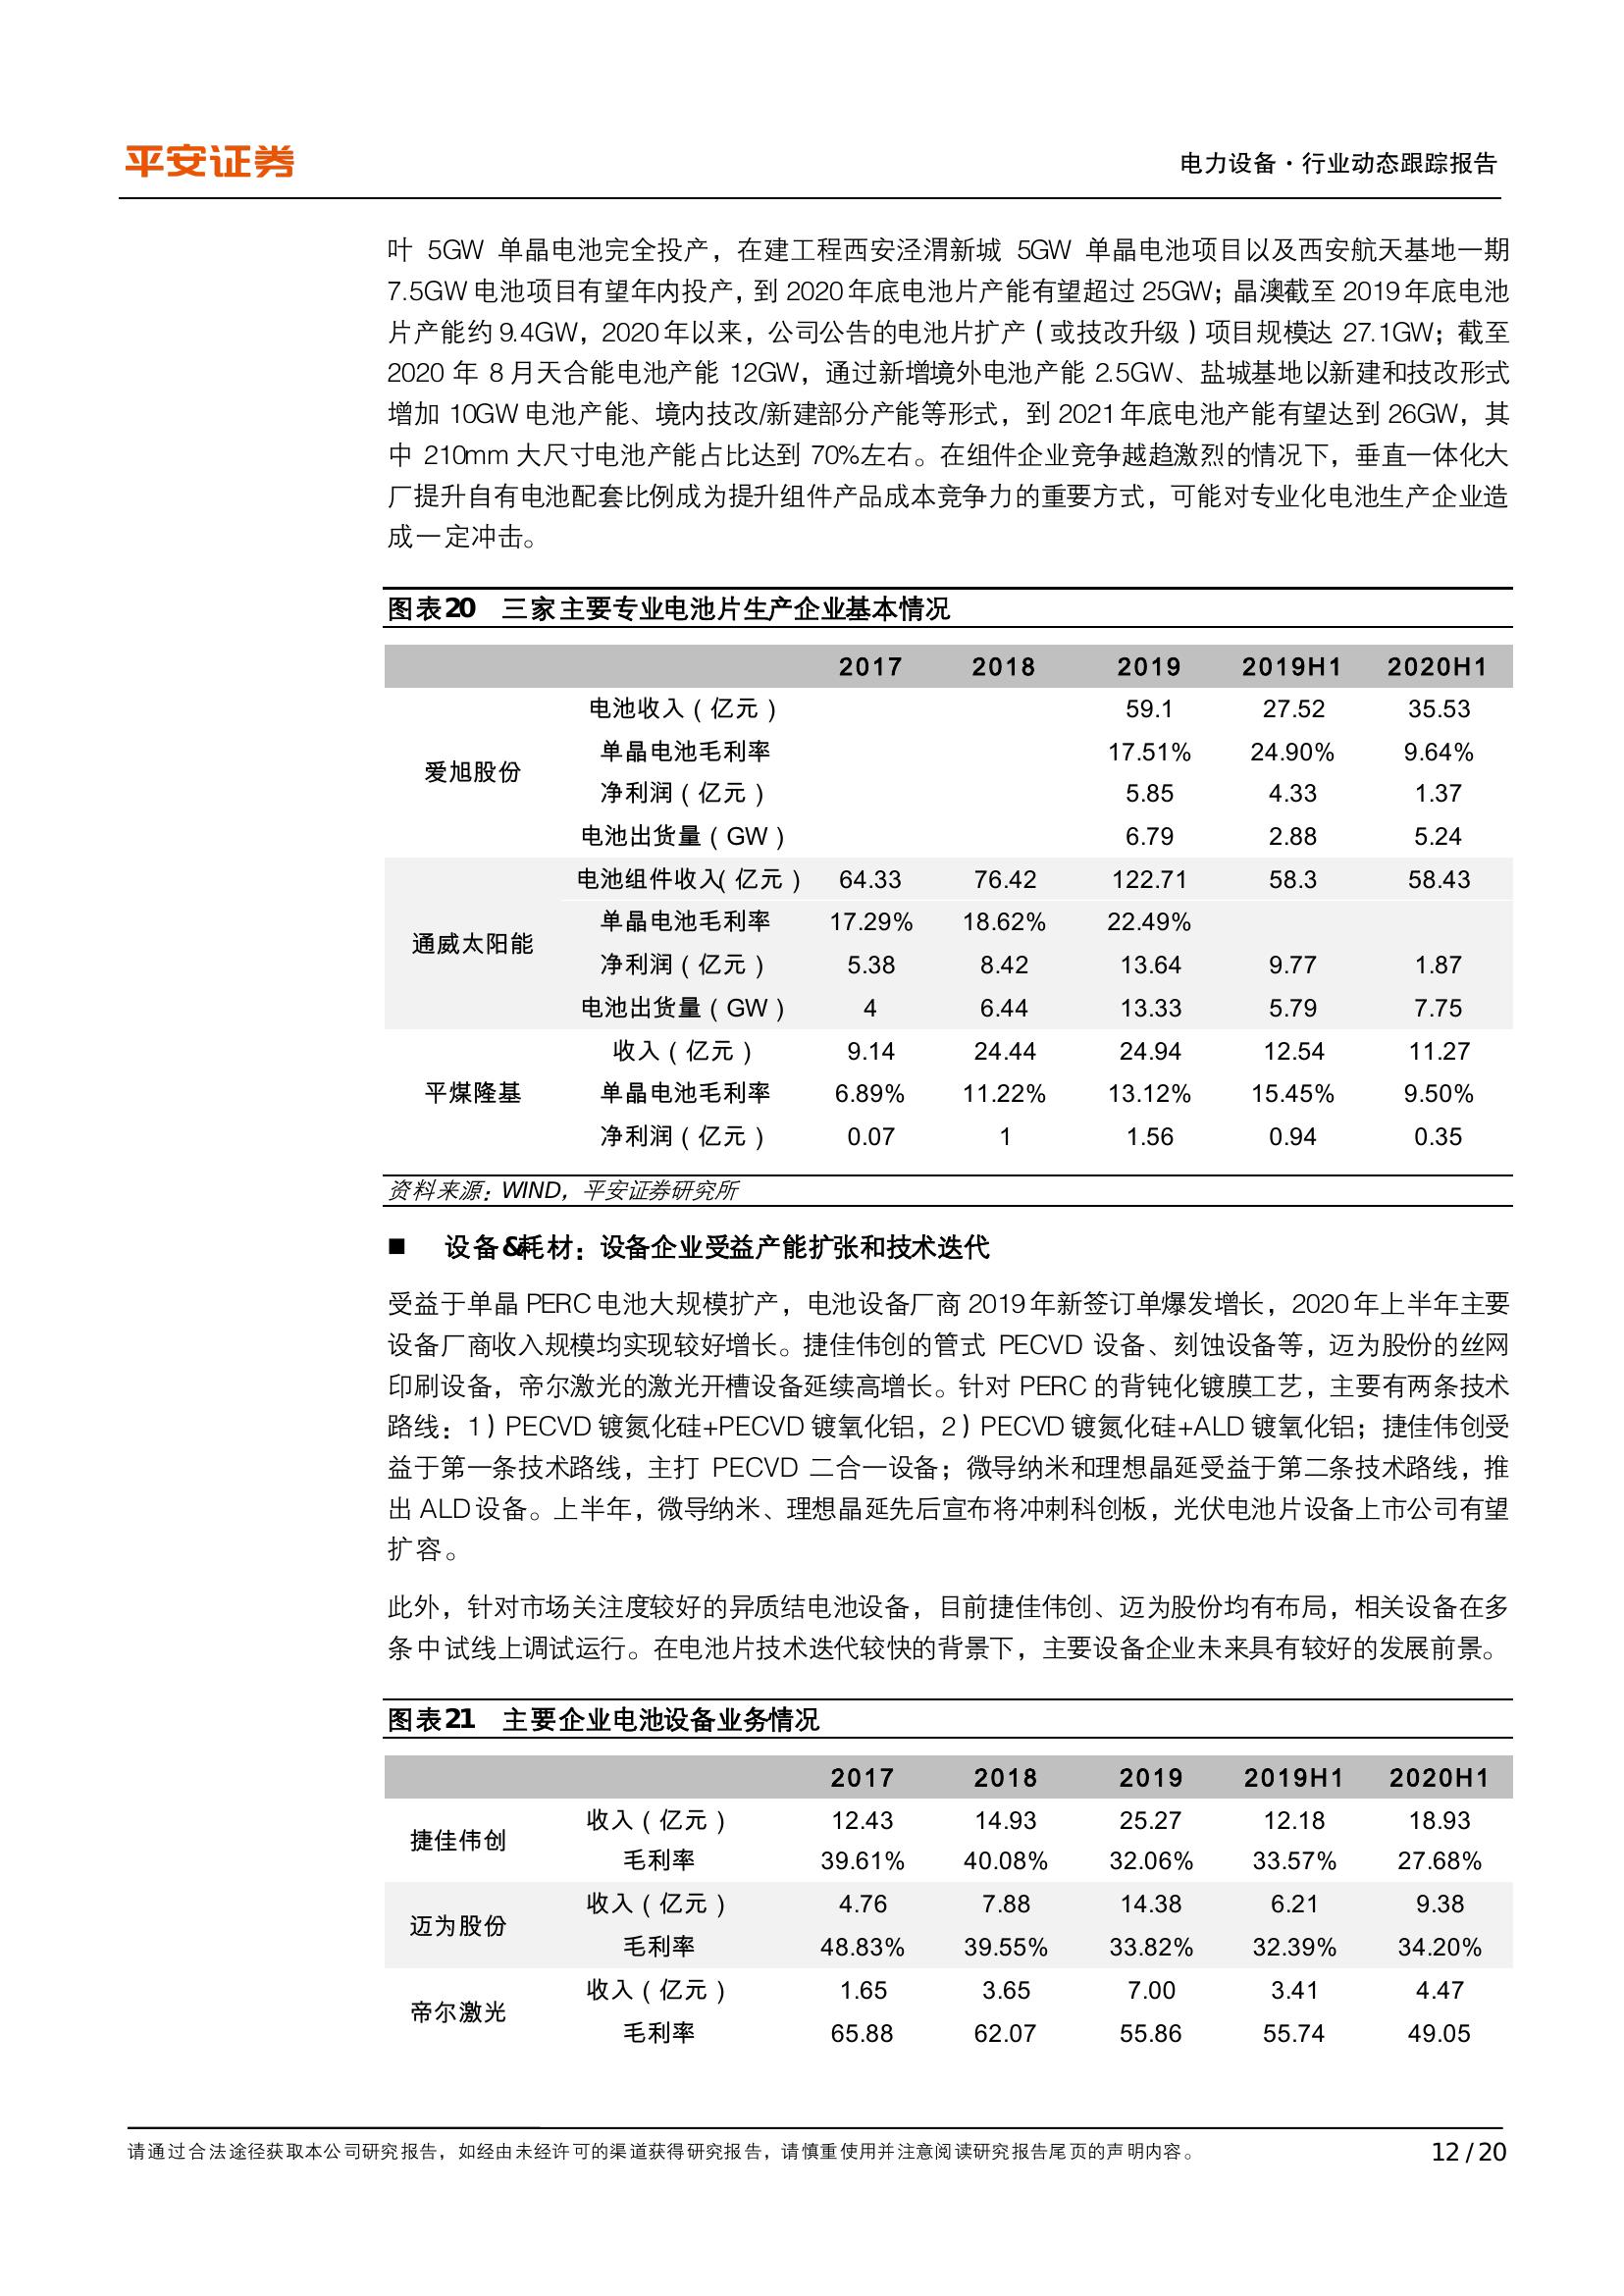 平安证券
电力设备·行业动态跟踪报告
叶 5GW 单晶电池完全投产，在建工程西安泾渭新城 5GW 单晶电池项目以及西安航天基地一期
7.5GW 电池项目有望年内投产，到 2020 年底电池片产能有望超过 25GW；晶澳截至 2019 年底电池
片产能约 9.4GW，2020 年以来，公司公告的电池片扩产（或技改升级）项目规模达 27.1GW；截至
2020 年 8 月天合能电池产能 12GW，通过新增境外电池产能 2.5GW、盐城基地以新建和技改形式
增加 10GW 电池产能、境内技改/新建部分产能等形式，到 2021 年底电池产能有望达到 26GW，其
中 210mm 大尺寸电池产能占比达到 70%左右。在组件企业竞争越趋激烈的情况下，垂直一体化大
厂提升自有电池配套比例成为提升组件产品成本竞争力的重要方式，可能对专业化电池生产企业造
成一定冲击。
图表20 三家主要专业电池片生产企业基本情况
2017 2018 2019 2019H1 2020H1
爱旭股份
电池收入（亿元） 59.1 27.52 35.53
单晶电池毛利率 17.51% 24.90% 9.64%
净利润（亿元） 5.85 4.33 1.37
电池出货量（GW） 6.79 2.88 5.24
通威太阳能
电池组件收入（亿元） 64.33 76.42 122.71 58.3 58.43
单晶电池毛利率 17.29% 18.62% 22.49%
净利润（亿元） 5.38 8.42 13.64 9.77 1.87
电池出货量（GW） 4 6.44 13.33 5.79 7.75
平煤隆基
收入（亿元） 9.14 24.44 24.94 12.54 11.27
单晶电池毛利率 6.89% 11.22% 13.12% 15.45% 9.50%
净利润（亿元） 0.07 1 1.56 0.94 0.35
资料来源：WIND，平安证券研究所
■ 设备&耗材：设备企业受益产能扩张和技术迭代
受益于单晶 PERC 电池大规模扩产，电池设备厂商 2019 年新签订单爆发增长，2020 年上半年主要
设备厂商收入规模均实现较好增长。捷佳伟创的管式 PECVD 设备、刻蚀设备等，迈为股份的丝网
印刷设备，帝尔激光的激光开槽设备延续高增长。针对 PERC 的背钝化镀膜工艺，主要有两条技术
路线：1）PECVD 镀氮化硅+PECVD 镀氧化铝，2）PECVD 镀氮化硅+ALD 镀氧化铝；捷佳伟创受
益于第一条技术路线，主打 PECVD 二合一设备；微导纳米和理想晶延受益于第二条技术路线，推
出 ALD 设备。上半年，微导纳米、理想晶延先后宣布将冲刺科创板，光伏电池片设备上市公司有望
扩容。
此外，针对市场关注度较好的异质结电池设备，目前捷佳伟创、迈为股份均有布局，相关设备在多
条中试线上调试运行。在电池片技术迭代较快的背景下，主要设备企业未来具有较好的发展前景。
图表21 主要企业电池设备业务情况
2017 2018 2019 2019H1 2020H1
捷佳伟创
收入（亿元） 12.43 14.93 25.27 12.18 18.93
毛利率 39.61% 40.08% 32.06% 33.57% 27.68%
迈为股份
收入（亿元） 4.76 7.88 14.38 6.21 9.38
毛利率 48.83% 39.55% 33.82% 32.39% 34.20%
帝尔激光
收入（亿元） 1.65 3.65 7.00 3.41 4.47
毛利率 65.88 62.07 55.86 55.74 49.05
请通过合法途径获取本公司研究报告，如经由未经许可的渠道获得研究报告，请慎重使用并注意阅读研究报告尾页的声明内容。
12 / 20